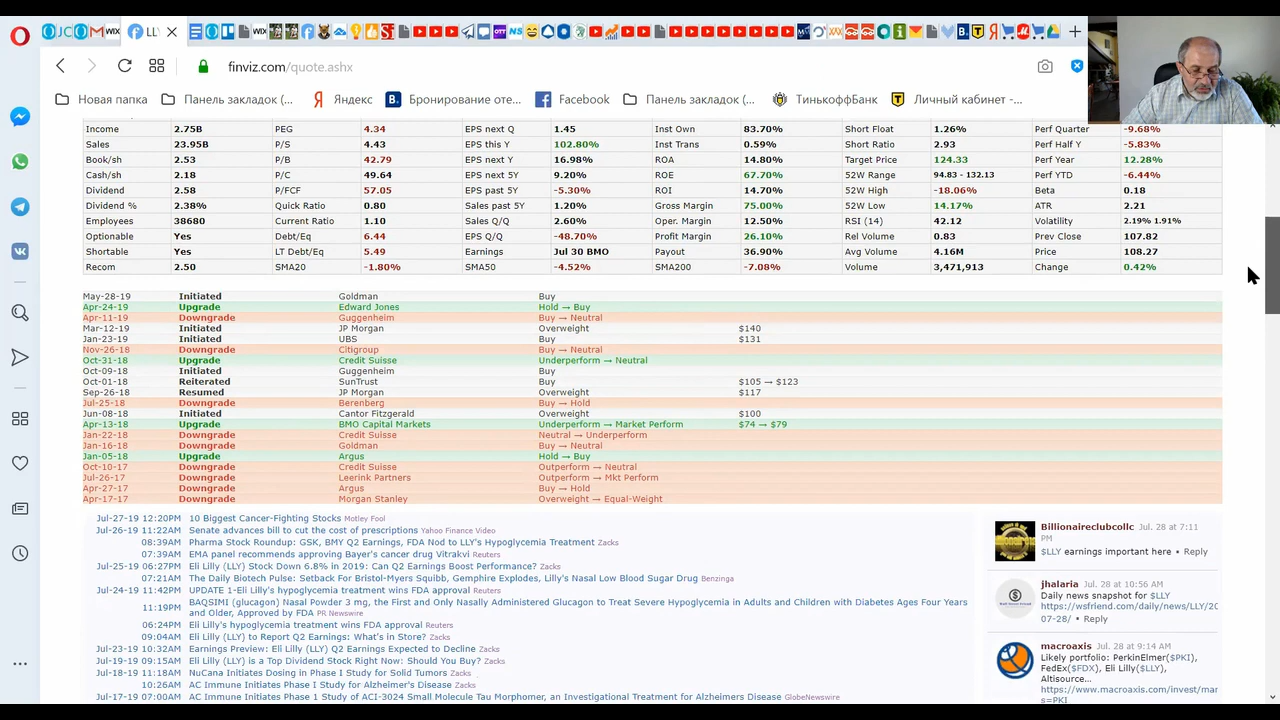 JC
WIX
LL
finviz.com/quote.ashx
Новая папка Панель закладок (... Яндекс Бронирование оте... Facebook Панель закладок (... ТинькоффБанк Личный кабинет -...
Income 2.75B PEG 4.34 EPS next Q 1.45 Inst Own 83.70% Short Float 1.26% Perf Quarter -9.68%
Sales 23.95B P/S 4.43 EPS this Y 102.80% Inst Trans 0.59% Short Ratio 2.93 Perf Half Y -5.83%
Book/sh 2.53 P/B 42.79 EPS next Y 16.98% ROA 14.80% Target Price 124.33 Perf Year 12.28%
Cash/sh 2.18 P/C 49.64 EPS next 5Y 9.20% ROE 67.70% 52W Range 94.83 - 132.13 Perf YTD -6.44%
Dividend 2.58 P/FCF 57.05 EPS past 5Y -5.30% ROI 14.70% 52W High -18.06% Beta 0.18
Dividend % 2.38% Quick Ratio 0.80 Sales past 5Y 1.20% Gross Margin 75.00% 52W Low 14.17% ATR 2.21
Employees 38680 Current Ratio 1.10 Sales Q/Q 2.60% Oper. Margin 12.50% RSI (14) 42.12 Volatility 2.19% 1.91%
Optionable Yes Debt/Eq 6.44 EPS Q/Q -48.70% Profit Margin 26.10% Rel Volume 0.83 Prev Close 107.82
Shortable Yes LT Debt/Eq 5.49 Earnings Jul 30 BMO Payout 36.90% Avg Volume 4.16M Price 108.27
Recom 2.50 SMA20 -1.80% SMA50 -4.52% SMA200 -7.08% Volume 3,471,913 Change 0.42%
May-28-19 Initiated Goldman Buy
Apr-24-19 Upgrade Edward Jones Hold → Buy
Apr-11-19 Downgrade Guggenheim Buy → Neutral
Mar-12-19 Initiated JP Morgan Overweight $140
Jan-23-19 Initiated UBS Buy $131
Nov-26-18 Downgrade Citigroup Buy → Neutral
Oct-31-18 Upgrade Credit Suisse Underperform → Neutral
Oct-09-18 Initiated Guggenheim Buy
Oct-01-18 Reiterated SunTrust Buy $105 → $123
Sep-26-18 Resumed JP Morgan Overweight $117
Jul-25-18 Downgrade Berenberg Buy → Hold
Jun-08-18 Initiated Cantor Fitzgerald Overweight $100
Apr-13-18 Upgrade BMO Capital Markets Underperform → Market Perform $74 → $79
Jan-22-18 Downgrade Credit Suisse Neutral → Underperform
Jan-16-18 Downgrade Goldman Buy → Neutral
Jan-05-18 Upgrade Argus Hold → Buy
Oct-10-17 Downgrade Credit Suisse Outperform → Neutral
Jul-26-17 Downgrade Leerink Partners Outperform → Mkt Perform
Apr-27-17 Downgrade Argus Buy → Hold
Apr-17-17 Downgrade Morgan Stanley Overweight → Equal-Weight
Jul-27-19 12:20PM 10 Biggest Cancer-Fighting Stocks Motley Fool
Jul-26-19 11:22AM Senate advances bill to cut the cost of prescriptions Yahoo Finance Video
08:39AM Pharma Stock Roundup: GSK, BMY Q2 Earnings, FDA Nod to LLY's Hypoglycemia Treatment Zacks
07:39AM EMA panel recommends approving Bayer's cancer drug Vitrakvi Reuters
Jul-25-19 06:27PM Eli Lilly (LLY) Stock Down 6% in 2019: Can Q2 Earnings Boost Performance? Zacks
07:21AM The Daily Biotech Pulse: Setback For Bristol-Myers Squibb, Gemphire Explodes, Lilly's Nasal Low Blood Sugar Drug Benzinga
Jul-24-19 11:42PM UPDATE 1-Eli Lilly's hypoglycemia treatment wins FDA approval Reuters
11:19PM BAQSIMI (glucagon) Nasal Powder 3 mg, the First and Only Nasally Administered Glucagon to Treat Severe Hypoglycemia in Adults and Children with Diabetes Ages Four Years
and Older, Approved by FDA PR Newswire
06:24PM Eli Lilly's hypoglycemia treatment wins FDA approval Reuters
09:04AM Eli Lilly (LLY) to Report Q2 Earnings: What's in Store? Zacks
Jul-23-19 10:32AM Earnings Preview: Eli Lilly (LLY) Q2 Earnings Expected to Decline Zacks
Jul-19-19 09:15AM Eli Lilly (LLY) is a Top Dividend Stock Right Now: Should You Buy? Zacks
Jul-18-19 11:18AM NuCana Initiates Dosing in Phase I Study for Solid Tumors Zacks
10:26AM AC Immune Initiates Phase I Study for Alzheimer's Disease Zacks
Jul-17-19 07:00AM AC Immune Initiates Phase 1 Study of ACI-3024 Small Molecule Tau Morphomer, an Investigational Treatment for Alzheimers Disease GlobeNewswire
Billionaireclubcollc Jul. 28 at 7:11
PM
$LLY earnings important here • Reply
jhalaria Jul. 28 at 10:56 AM
Daily news snapshot for $LLY
https://wsfriend.com/daily/news/LLY/20
07-28/ • Reply
macroaxis Jul. 28 at 9:14 AM
Likely portfolio: PerkinElmer($PKI),
FedEx($FDX), Eli Lilly($LLY),
Altisource...
https://www.macroaxis.com/invest/mar
s=PKI